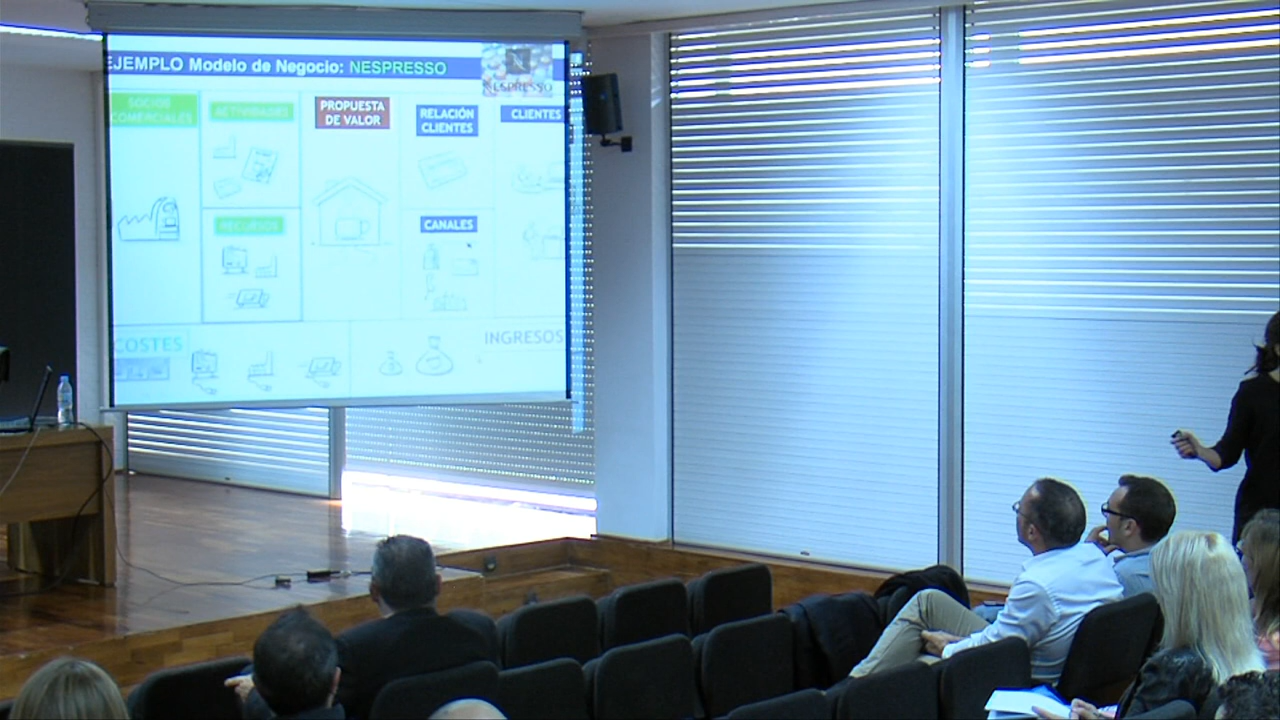 EJEMPLO Modelo de Negocio: NESPRESSO
NESPRESSO
SOCIOS
COMERCIALES
ACTIVIDADES
PROPUESTA
DE VALOR
RELACIÓN
CLIENTES
CLIENTES
RECURSOS
CANALES
COSTES
INGRESOS